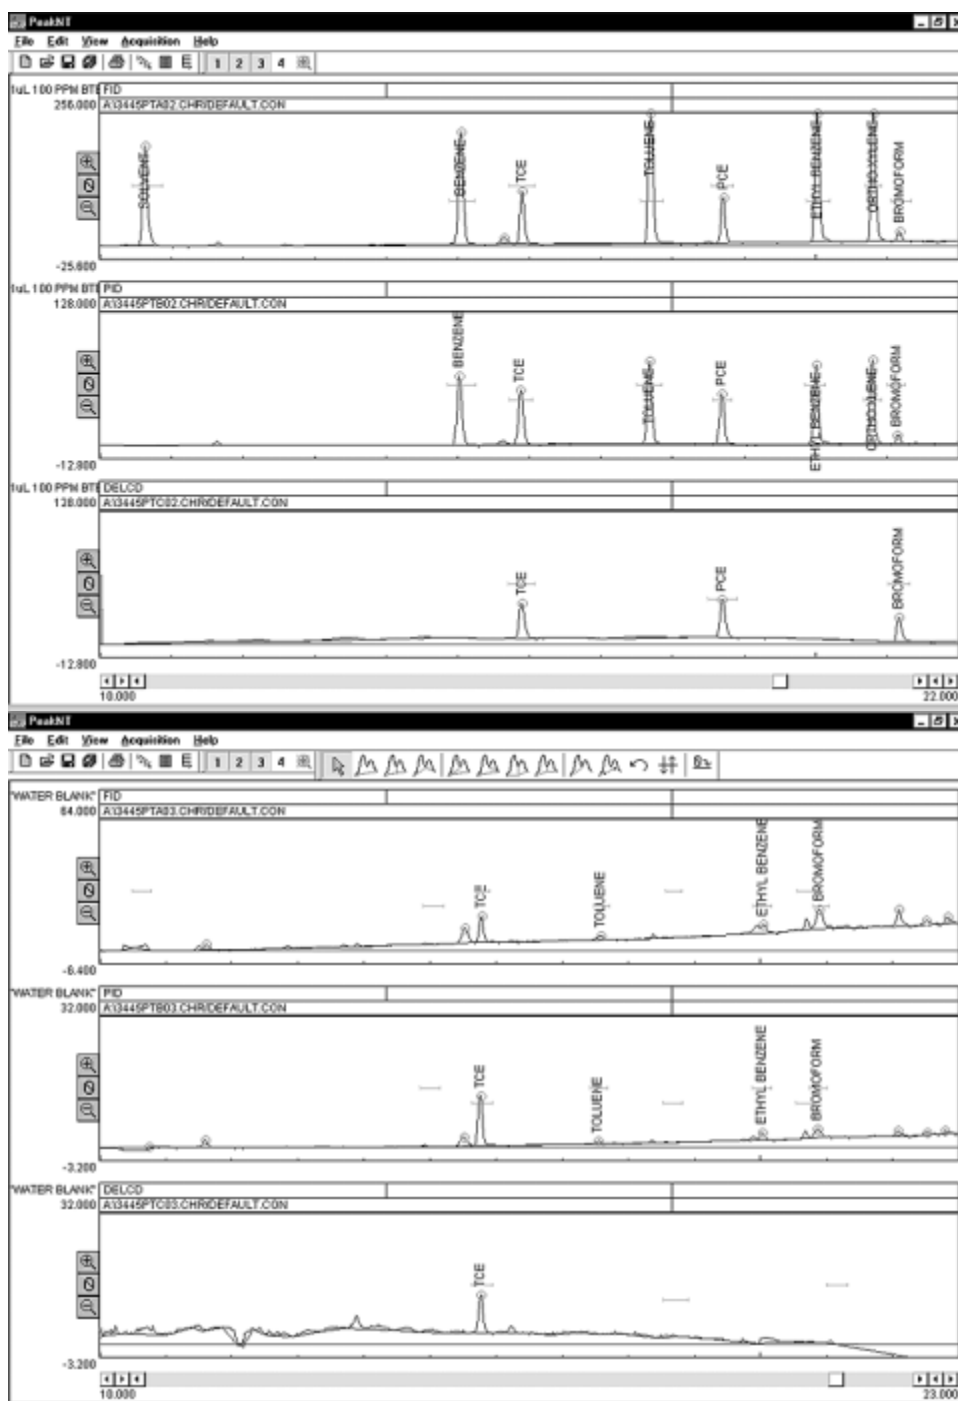 PeakNT
File Edit View Acquisition Help
1 2 3 4
1uL 100 PPM BTE FID
256.000 A:\3445PTA02.CHR/DEFAULT.CON
SOLVENT BENZENE TCE TOLUENE PCE ETHYL BENZENE ORTHO XYLENE BROMOFORM
-25.600
1uL 100 PPM BTE PID
128.000 A:\3445PTB02.CHR/DEFAULT.CON
BENZENE TCE TOLUENE PCE ETHYL BENZENE ORTHO XYLENE BROMOFORM
-12.800
1uL 100 PPM BTE DELCD
128.000 A:\3445PTC02.CHR/DEFAULT.CON
TCE PCE BROMOFORM
-12.800
10.000 22.000
PeakNT
File Edit View Acquisition Help
1 2 3 4
"WATER BLANK" FID
64.000 A:\3445PTA03.CHR/DEFAULT.CON
TCE TOLUENE ETHYL BENZENE BROMOFORM
-6.400
"WATER BLANK" PID
32.000 A:\3445PTB03.CHR/DEFAULT.CON
TCE TOLUENE ETHYL BENZENE BROMOFORM
-3.200
"WATER BLANK" DELCD
32.000 A:\3445PTC03.CHR/DEFAULT.CON
TCE
-3.200
10.000 23.000